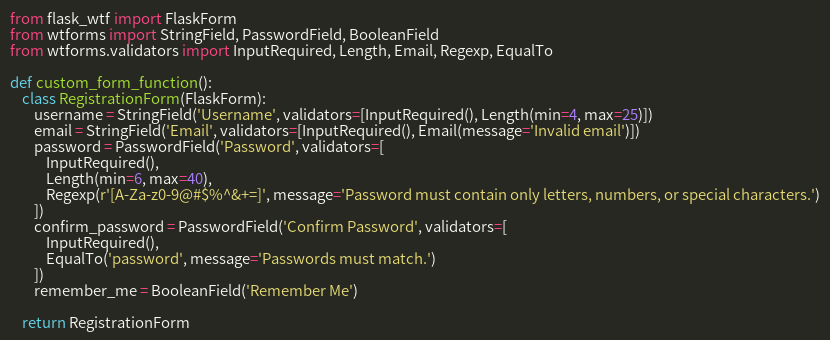 from flask_wtf import FlaskForm
from wtforms import StringField, PasswordField, BooleanField
from wtforms.validators import InputRequired, Length, Email, Regexp, EqualTo

def custom_form_function():
    class RegistrationForm(FlaskForm):
        username = StringField('Username', validators=[InputRequired(), Length(min=4, max=25)])
        email = StringField('Email', validators=[InputRequired(), Email(message='Invalid email')])
        password = PasswordField('Password', validators=[
            InputRequired(),
            Length(min=6, max=40),
            Regexp(r'[A-Za-z0-9@#$%^&+=]', message='Password must contain only letters, numbers, or special characters.')
        ])
        confirm_password = PasswordField('Confirm Password', validators=[
            InputRequired(),
            EqualTo('password', message='Passwords must match.')
        ])
        remember_me = BooleanField('Remember Me')

    return RegistrationForm